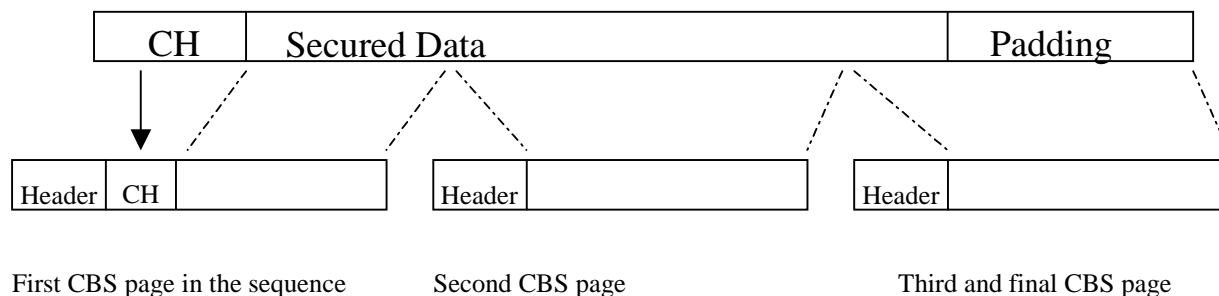 CH Secured Data Padding
Header CH Header Header
First CBS page in the sequence Second CBS page Third and final CBS page